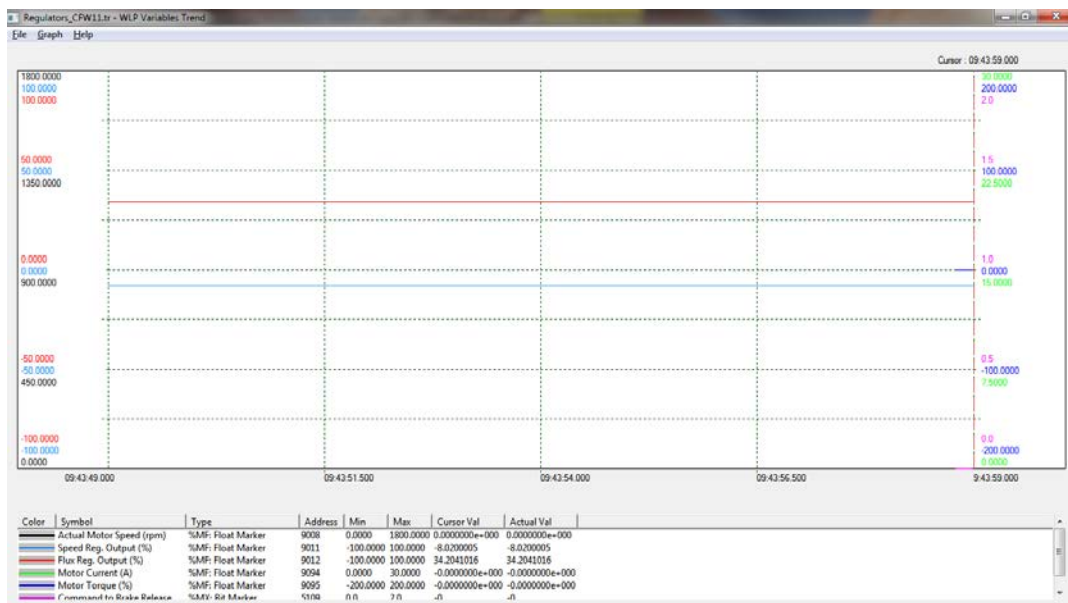 Regulators_CFW11.tr - WLP Variables Trend
File Graph Help
Cursor : 09:43:59.000
1800.0000
100.0000
100.0000
50.0000
50.0000
1350.0000
0.0000
0.0000
900.0000
-50.0000
-50.0000
450.0000
-100.0000
-100.0000
0.0000
30.0000
200.0000
2.0
1.5
100.0000
22.5000
1.0
0.0000
15.0000
0.5
-100.0000
7.5000
0.0
-200.0000
0.0000
09:43:49.000 09:43:51.500 09:43:54.000 09:43:56.500 9:43:59.000
Color Symbol Type Address Min Max Cursor Val Actual Val
Actual Motor Speed (rpm) %MF: Float Marker 9008 0.0000 1800.0000 0.0000000e+000 0.0000000e+000
Speed Reg. Output (%) %MF: Float Marker 9011 -100.0000 100.0000 -8.0200005 -8.0200005
Flux Reg. Output (%) %MF: Float Marker 9012 -100.0000 100.0000 34.2041016 34.2041016
Motor Current (A) %MF: Float Marker 9094 0.0000 30.0000 -0.0000000e+000 -0.0000000e+000
Motor Torque (%) %MF: Float Marker 9095 -200.0000 200.0000 -0.0000000e+000 -0.0000000e+000
Command to Brake Release %MX: Bit Marker 5109 0.0 2.0 -0 -0